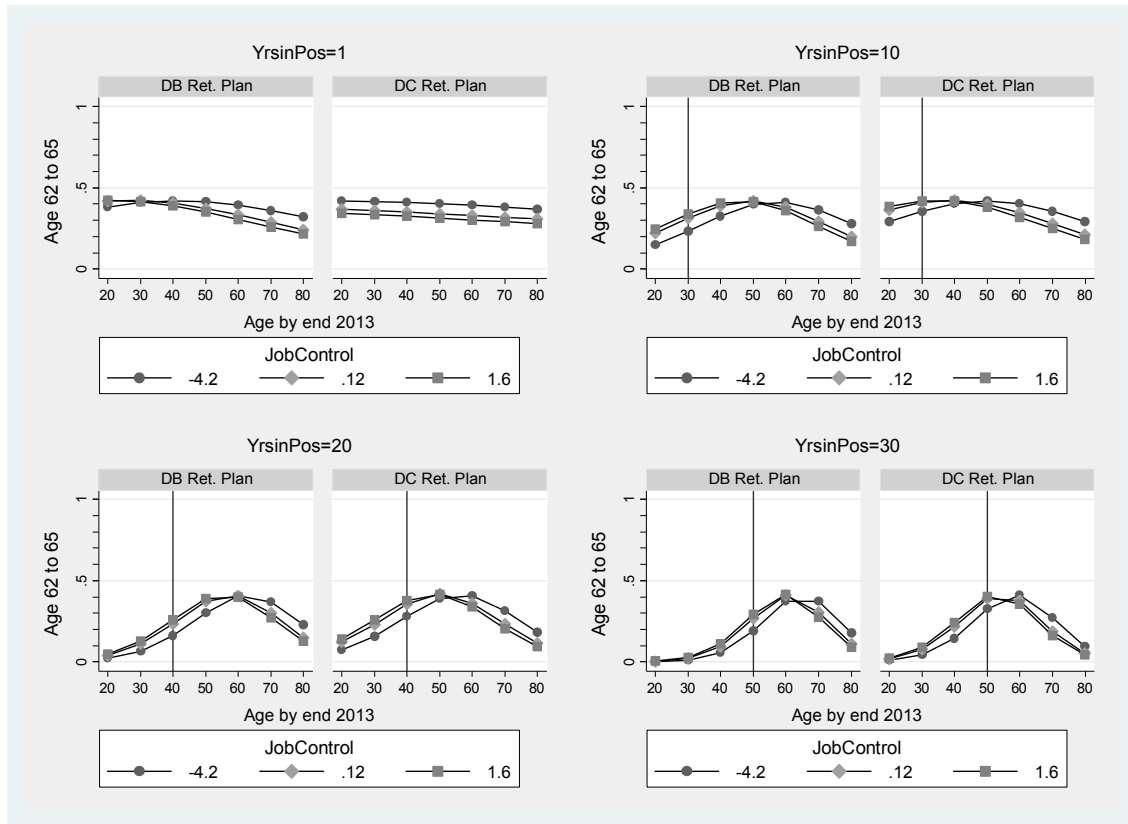 YrsinPos=1
DB Ret. Plan DC Ret. Plan
Age 62 to 65
1
.5
0
20 30 40 50 60 70 80 20 30 40 50 60 70 80
Age by end 2013
JobControl
-4.2 .12 1.6
YrsinPos=10
DB Ret. Plan DC Ret. Plan
Age 62 to 65
1
.5
0
20 30 40 50 60 70 80 20 30 40 50 60 70 80
Age by end 2013
JobControl
-4.2 .12 1.6
YrsinPos=20
DB Ret. Plan DC Ret. Plan
Age 62 to 65
1
.5
0
20 30 40 50 60 70 80 20 30 40 50 60 70 80
Age by end 2013
JobControl
-4.2 .12 1.6
YrsinPos=30
DB Ret. Plan DC Ret. Plan
Age 62 to 65
1
.5
0
20 30 40 50 60 70 80 20 30 40 50 60 70 80
Age by end 2013
JobControl
-4.2 .12 1.6